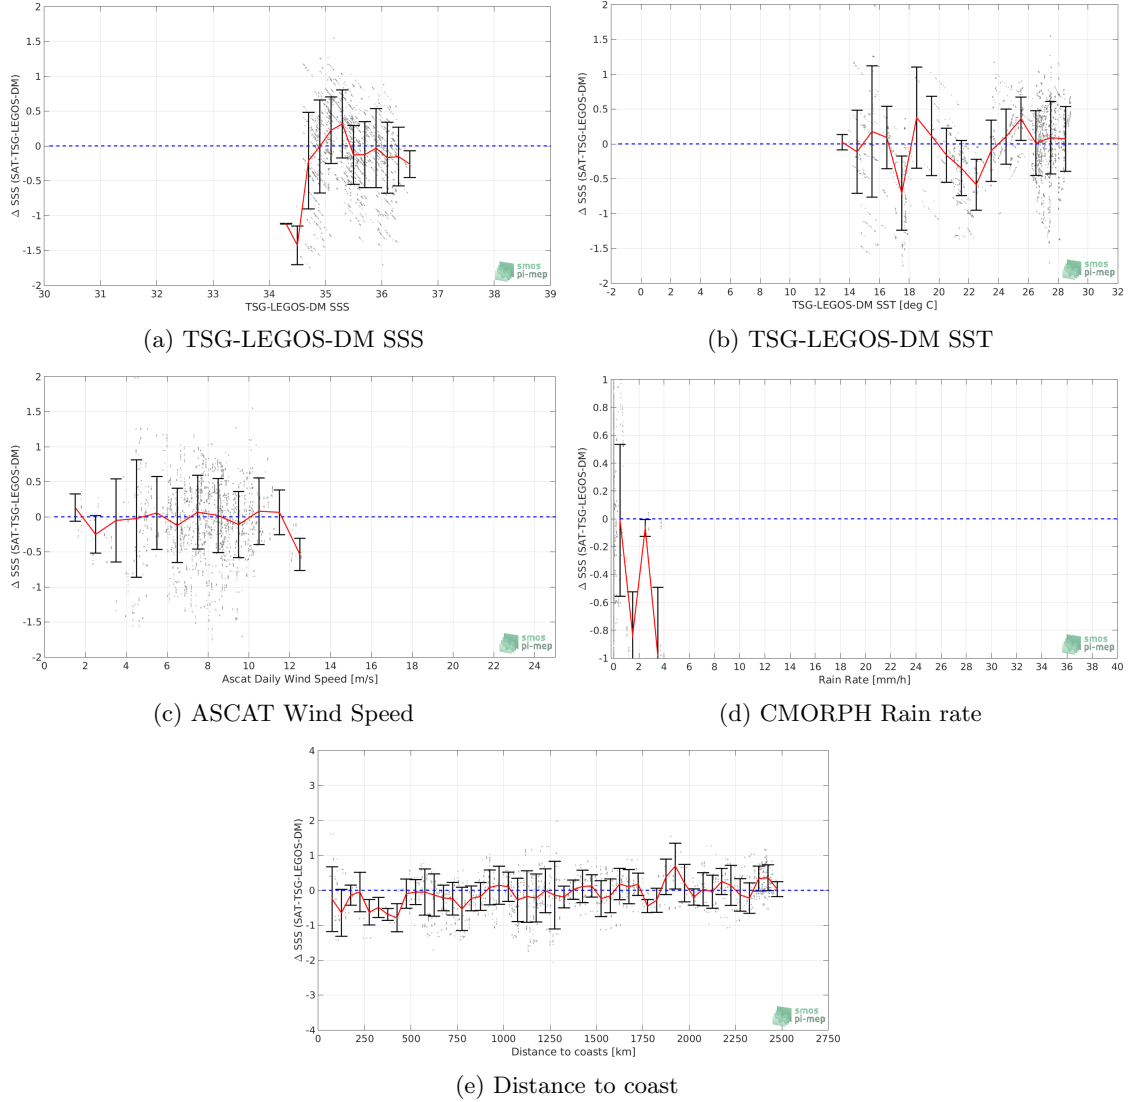 2
1.5
1
0.5
0
-0.5
-1
-1.5
-2
Δ SSS (SAT-TSG-LEGOS-DM)
30 31 32 33 34 35 36 37 38 39
TSG-LEGOS-DM SSS
smos
pi-mep
(a) TSG-LEGOS-DM SSS
2
1.5
1
0.5
0
-0.5
-1
-1.5
-2
Δ SSS (SAT-TSG-LEGOS-DM)
-2 0 2 4 6 8 10 12 14 16 18 20 22 24 26 28 30 32
TSG-LEGOS-DM SST [deg C]
smos
pi-mep
(b) TSG-LEGOS-DM SST
2
1.5
1
0.5
0
-0.5
-1
-1.5
-2
Δ SSS (SAT-TSG-LEGOS-DM)
0 2 4 6 8 10 12 14 16 18 20 22 24
Ascat Daily Wind Speed [m/s]
smos
pi-mep
(c) ASCAT Wind Speed
1
0.8
0.6
0.4
0.2
0
-0.2
-0.4
-0.6
-0.8
-1
Δ SSS (SAT-TSG-LEGOS-DM)
0 2 4 6 8 10 12 14 16 18 20 22 24 26 28 30 32 34 36 38 40
Rain Rate [mm/h]
smos
pi-mep
(d) CMORPH Rain rate
4
3
2
1
0
-1
-2
-3
-4
Δ SSS (SAT-TSG-LEGOS-DM)
0 250 500 750 1000 1250 1500 1750 2000 2250 2500 2750
Distance to coasts [km]
smos
pi-mep
(e) Distance to coast